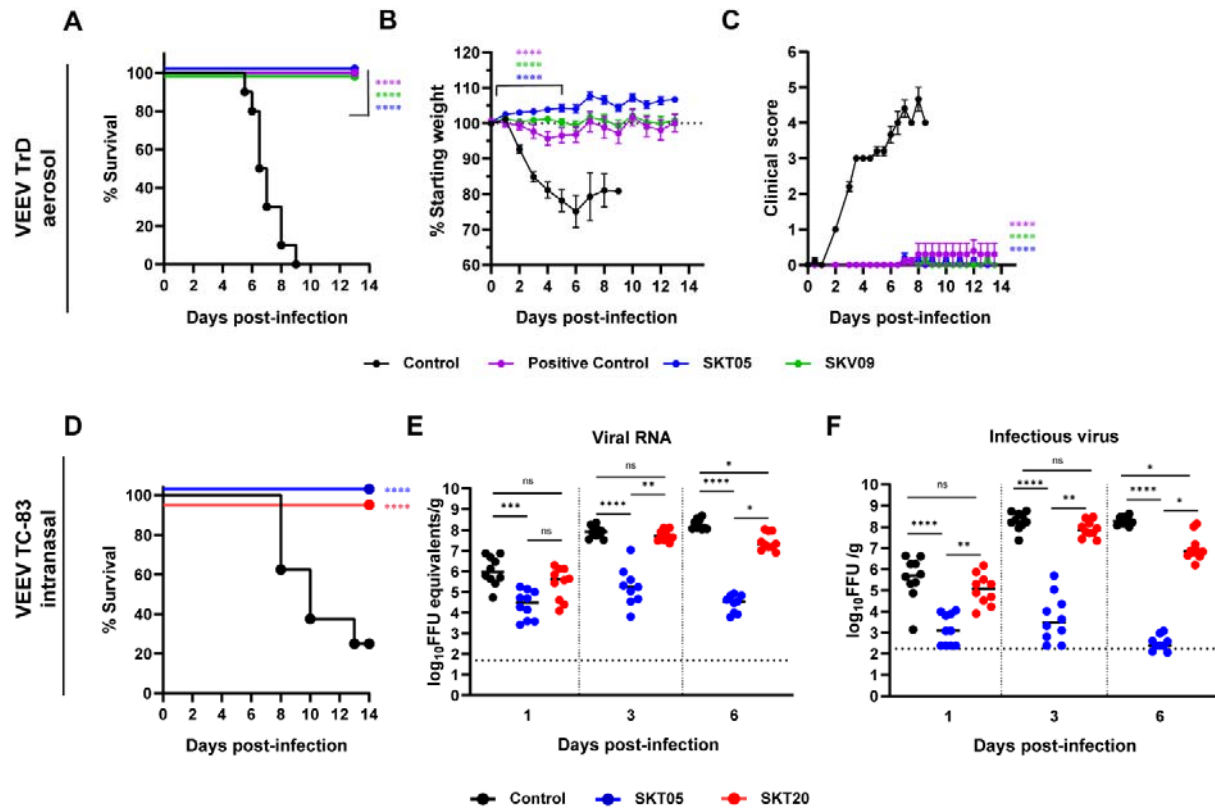 A
B
C
VEEV TrD
aerosol
% Survival
100
80
60
40
20
0
0 2 4 6 8 10 12 14
Days post-infection
****
****
****
% Starting weight
120
110
100
90
80
70
60
0 2 4 6 8 10 12 14
Days post-infection
****
****
****
Clinical score
6
5
4
3
2
1
0
0 2 4 6 8 10 12 14
Days post-infection
****
****
****
Control Positive Control SKT05 SKV09
D
E
F
VEEV TC-83
intranasal
% Survival
100
80
60
40
20
0
0 2 4 6 8 10 12 14
Days post-infection
****
****
Viral RNA
log10FFU equivalents/g
10
9
8
7
6
5
4
3
2
1
0
ns
***
ns
ns
****
**
*
****
*
1 3 6
Days post-infection
Infectious virus
log10FFU /g
10
9
8
7
6
5
4
3
2
1
0
ns
****
**
ns
****
**
*
****
*
1 3 6
Days post-infection
Control SKT05 SKT20